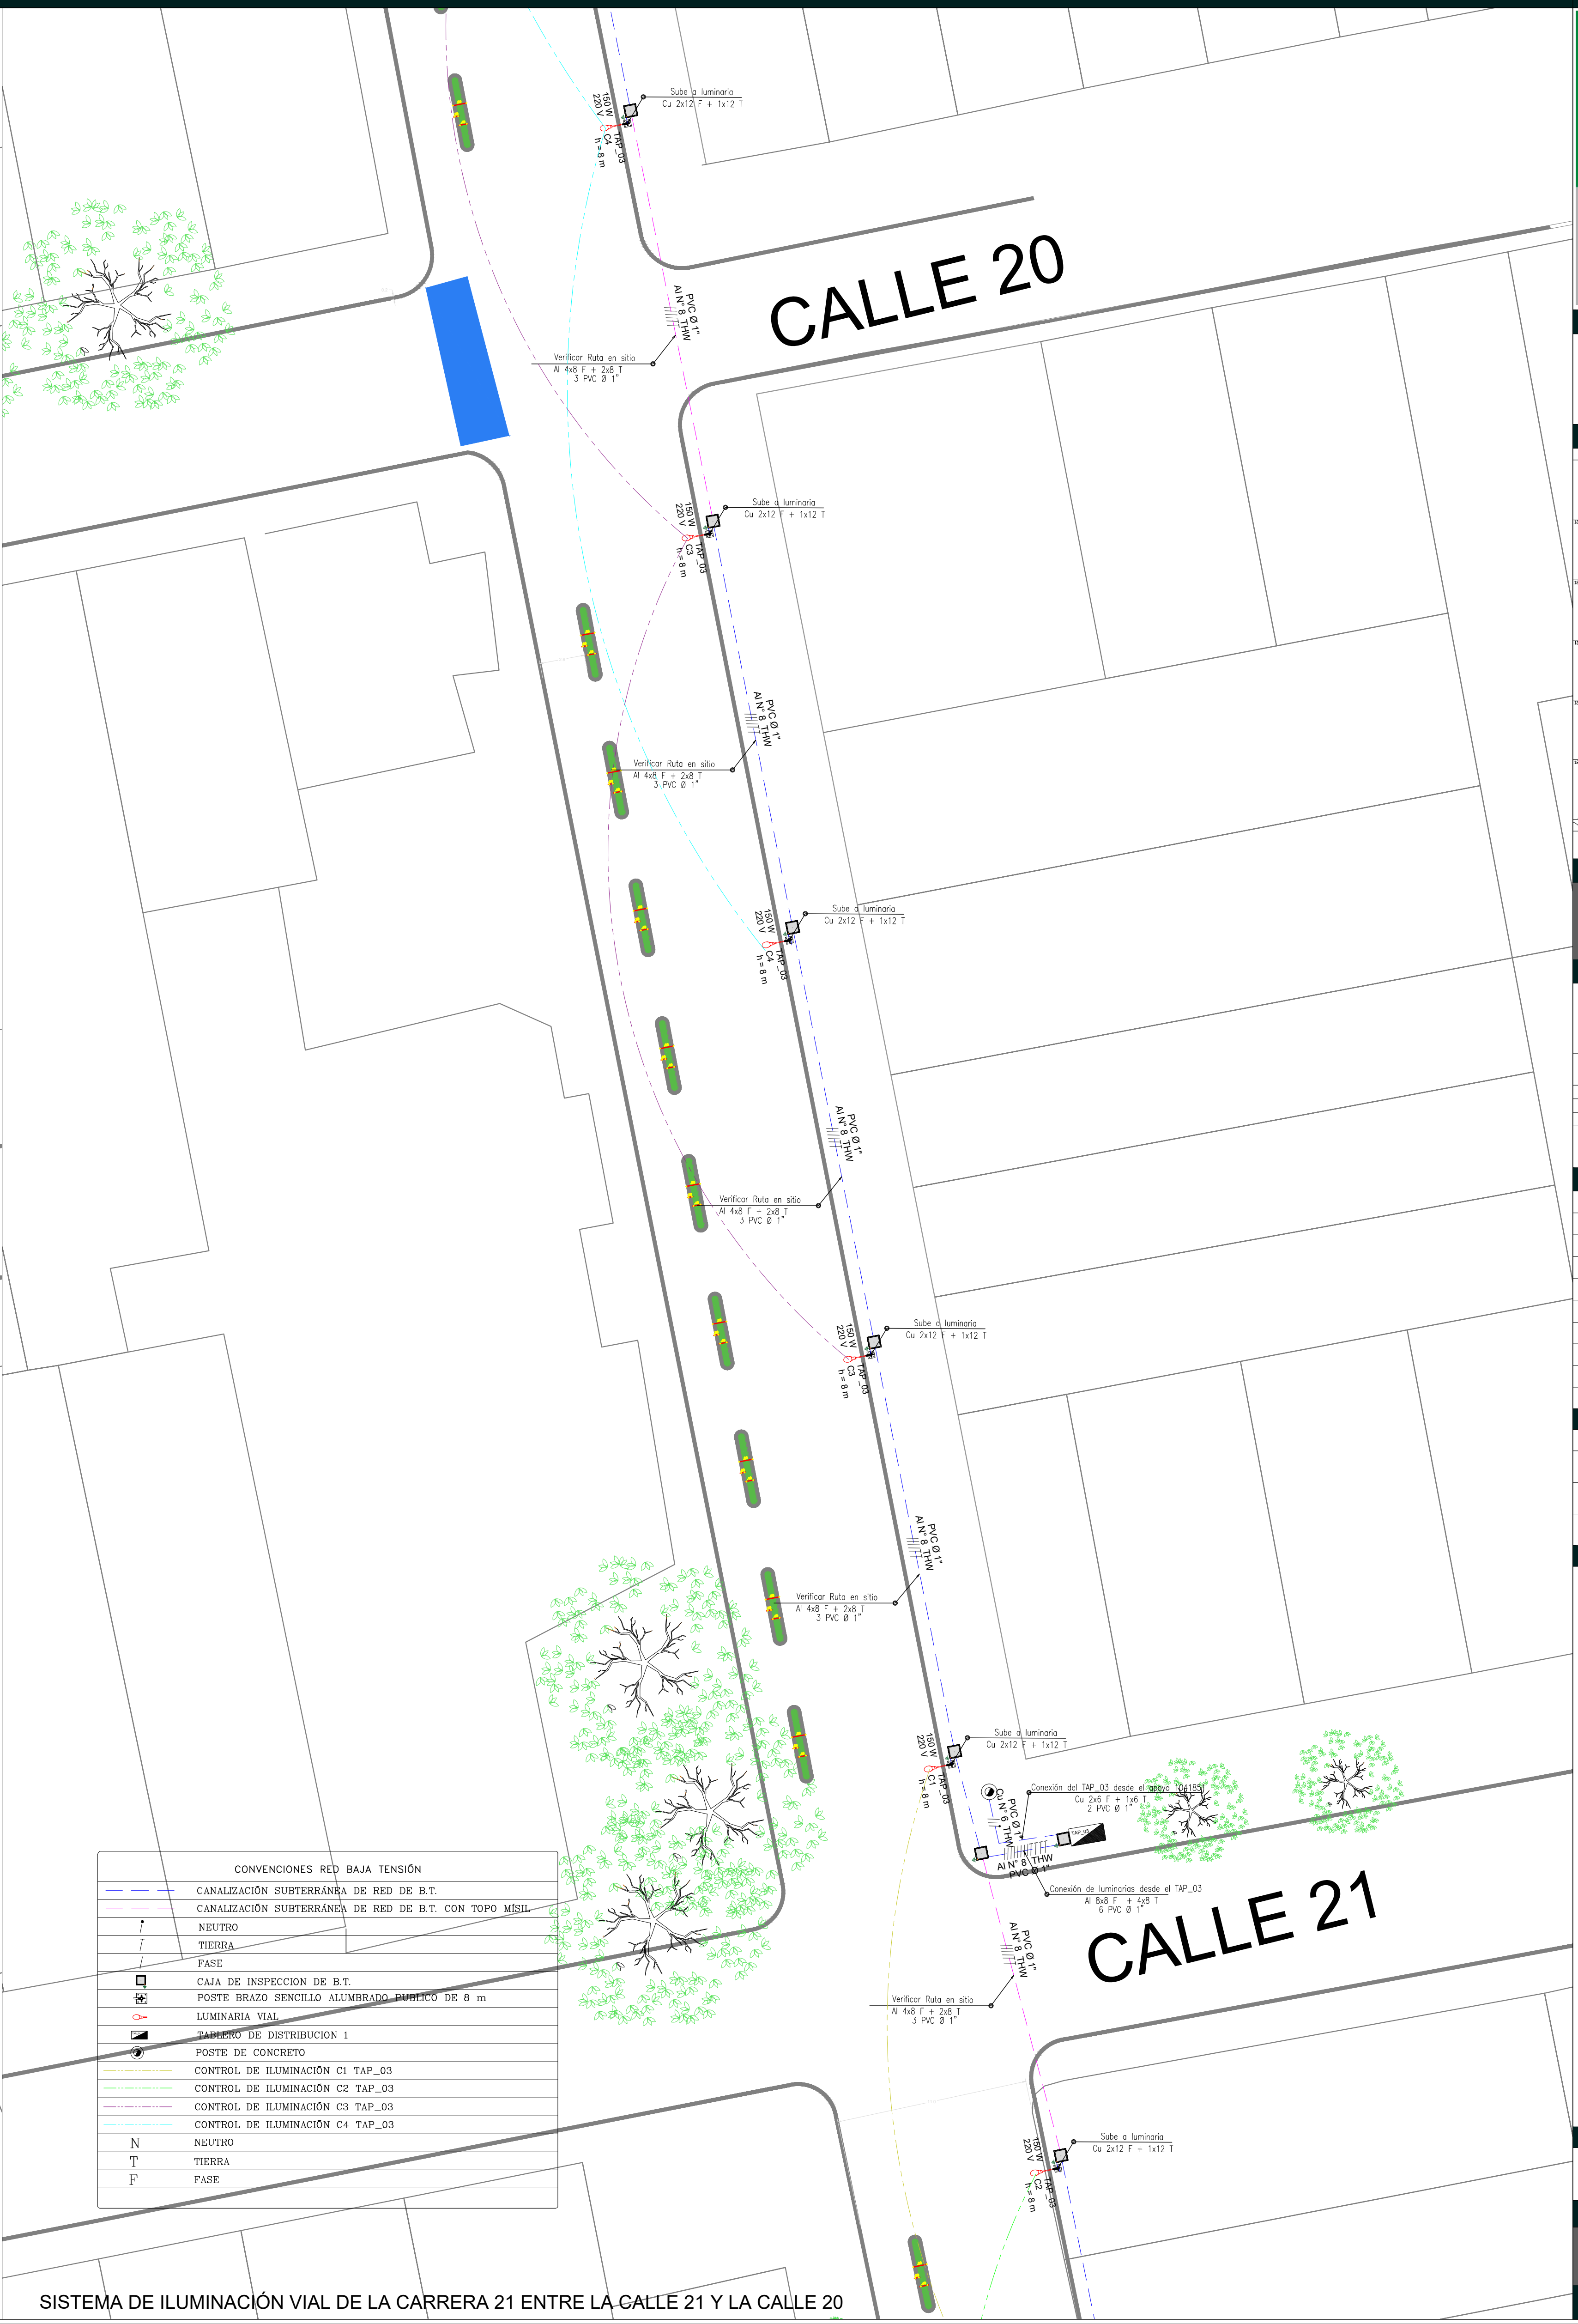 Sube a luminaria
Cu 2x12 F + 1x12 T
150 W
220 V
TAP_03
C4
h = 8 m
CALLE 20
PVC Ø 1"
Al N° 8 THW
Verificar Ruta en sitio
Al 4x8 F + 2x8 T
3 PVC Ø 1"
Sube a luminaria
Cu 2x12 F + 1x12 T
150 W
220 V
TAP_03
C3
h = 8 m
PVC Ø 1"
Al N° 8 THW
Verificar Ruta en sitio
Al 4x8 F + 2x8 T
3 PVC Ø 1"
Sube a luminaria
Cu 2x12 F + 1x12 T
150 W
220 V
TAP_03
C4
h = 8 m
PVC Ø 1"
Al N° 8 THW
Verificar Ruta en sitio
Al 4x8 F + 2x8 T
3 PVC Ø 1"
Sube a luminaria
Cu 2x12 F + 1x12 T
150 W
220 V
TAP_03
C3
h = 8 m
PVC Ø 1"
Al N° 8 THW
Verificar Ruta en sitio
Al 4x8 F + 2x8 T
3 PVC Ø 1"
Sube a luminaria
Cu 2x12 F + 1x12 T
150 W
220 V
TAP_03
C1
h = 8 m
Conexión del TAP_03 desde el apoyo 1041851
Cu 2x6 F + 1x6 T
2 PVC Ø 1"
PVC Ø 1"
Cu N° 6 THW
TAP_03
Al N° 8 THW
PVC Ø 1"
Conexión de luminarias desde el TAP_03
Al 8x8 F + 4x8 T
6 PVC Ø 1"
CALLE 21
PVC Ø 1"
Al N° 8 THW
Verificar Ruta en sitio
Al 4x8 F + 2x8 T
3 PVC Ø 1"
Sube a luminaria
Cu 2x12 F + 1x12 T
150 W
220 V
TAP_03
C2
h = 8 m
CONVENCIONES RED BAJA TENSIÓN
CANALIZACIÓN SUBTERRÁNEA DE RED DE B.T.
CANALIZACIÓN SUBTERRÁNEA DE RED DE B.T. CON TOPO MÍSIL
NEUTRO
TIERRA
FASE
CAJA DE INSPECCION DE B.T.
POSTE BRAZO SENCILLO ALUMBRADO PUBLICO DE 8 m
LUMINARIA VIAL
TABLERO DE DISTRIBUCION 1
POSTE DE CONCRETO
CONTROL DE ILUMINACIÓN C1 TAP_03
CONTROL DE ILUMINACIÓN C2 TAP_03
CONTROL DE ILUMINACIÓN C3 TAP_03
CONTROL DE ILUMINACIÓN C4 TAP_03
N NEUTRO
T TIERRA
F FASE
SISTEMA DE ILUMINACIÓN VIAL DE LA CARRERA 21 ENTRE LA CALLE 21 Y LA CALLE 20